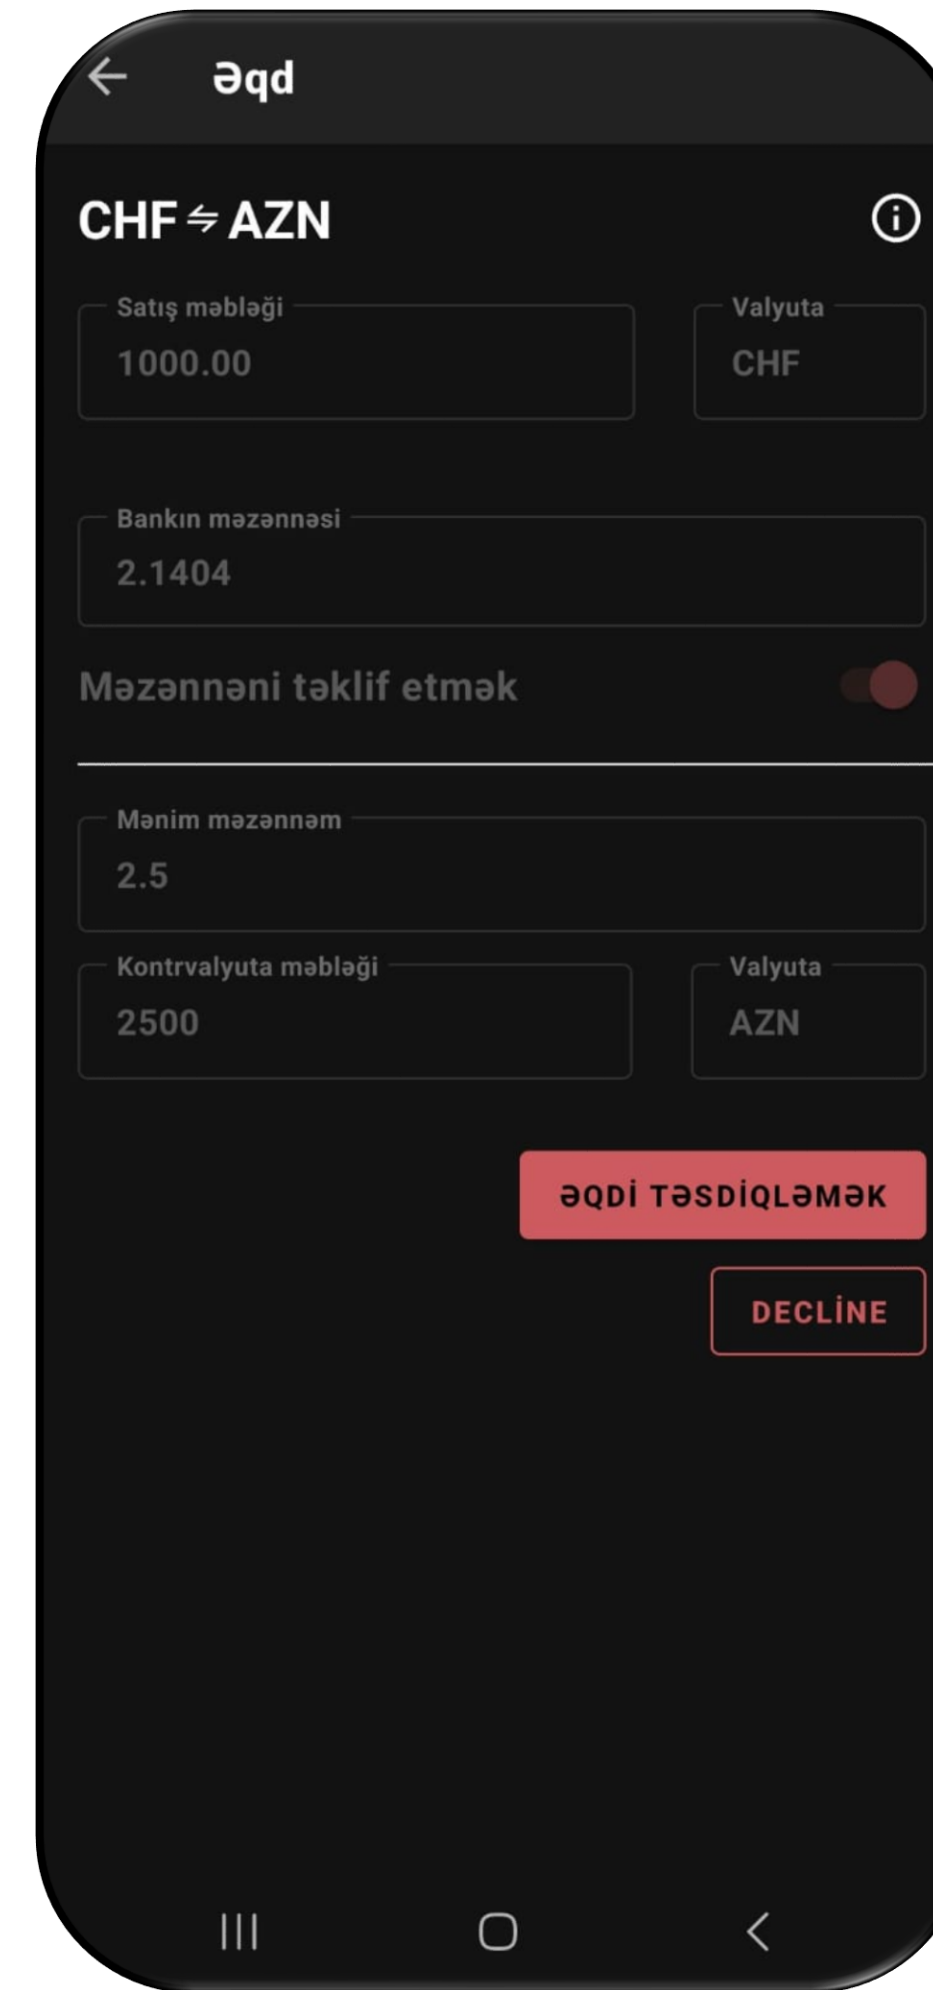 Əqd
CHF ⇋ AZN
Satış məbləği
Valyuta
1000.00
CHF
Bankın məzənnəsi
2.1404
Məzənnəni təklif etmək
Mənim məzənnəm
2.5
Kontrvalyuta məbləği
Valyuta
2500
AZN
ƏQDİ TƏSDİQLƏMƏK
DECLİNE